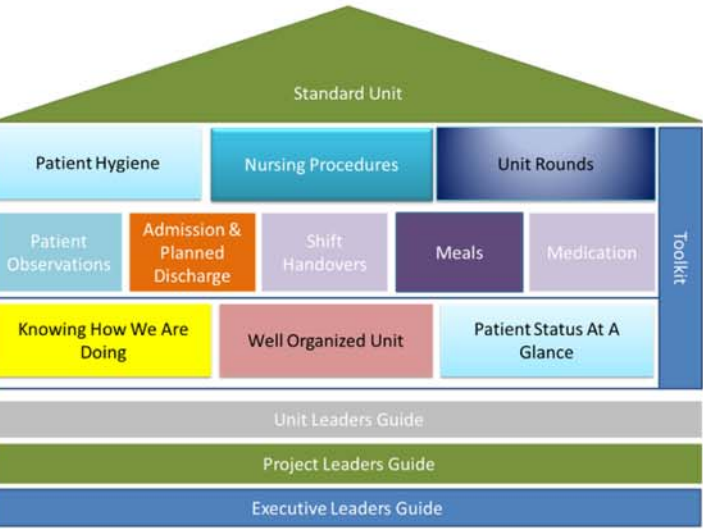 Standard Unit
Patient Hygiene
Nursing Procedures
Unit Rounds
Patient
Observations
Admission &
Planned
Discharge
Shift
Handovers
Meals
Medication
Toolkit
Knowing How We Are
Doing
Well Organized Unit
Patient Status At A
Glance
Unit Leaders Guide
Project Leaders Guide
Executive Leaders Guide